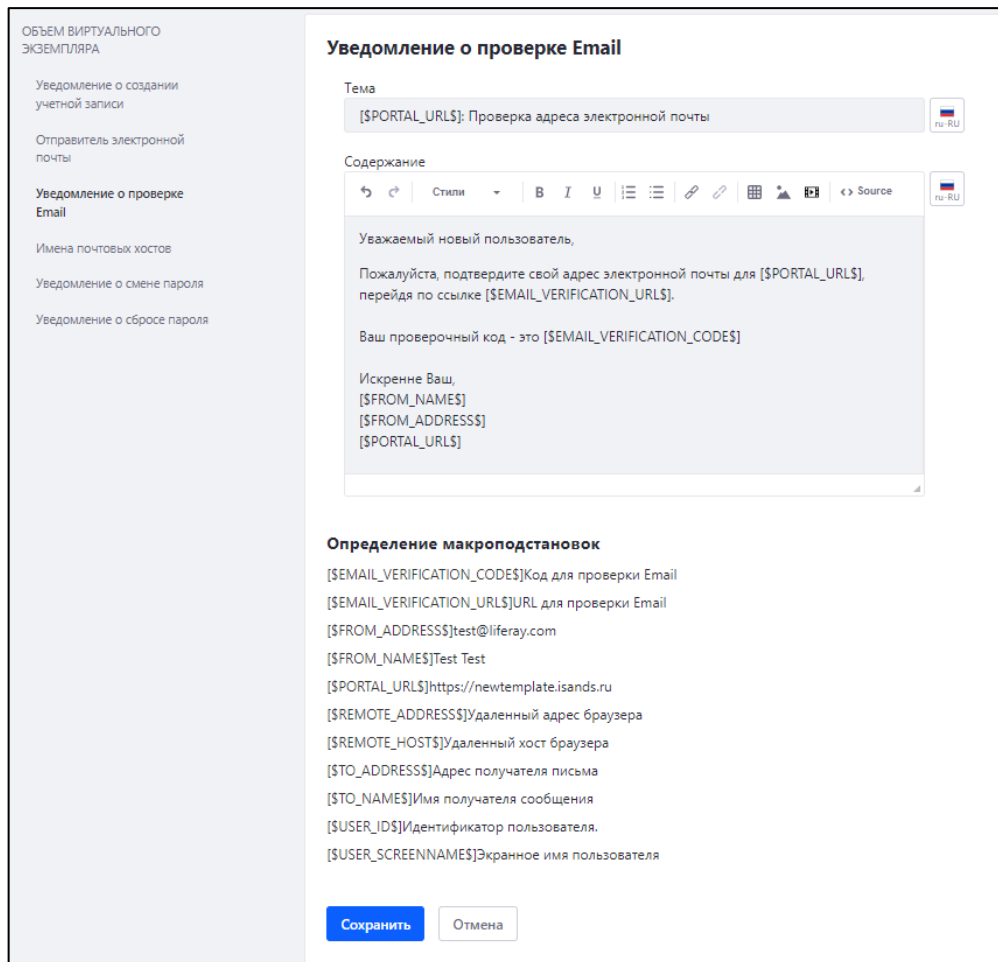 ОБЪЕМ ВИРТУАЛЬНОГО
ЭКЗЕМПЛЯРА
Уведомление о создании
учетной записи
Отправитель электронной
почты
Уведомление о проверке
Email
Имена почтовых хостов
Уведомление о смене пароля
Уведомление о сбросе пароля
Уведомление о проверке Email
Тема
[$PORTAL_URL$]: Проверка адреса электронной почты
ru-RU
Содержание
Стили B I U Source
ru-RU
Уважаемый новый пользователь,
Пожалуйста, подтвердите свой адрес электронной почты для [$PORTAL_URL$],
перейдя по ссылке [$EMAIL_VERIFICATION_URL$].
Ваш проверочный код - это [$EMAIL_VERIFICATION_CODE$]
Искренне Ваш,
[$FROM_NAME$]
[$FROM_ADDRESS$]
[$PORTAL_URL$]
Определение макроподстановок
[$EMAIL_VERIFICATION_CODE$]Код для проверки Email
[$EMAIL_VERIFICATION_URL$]URL для проверки Email
[$FROM_ADDRESS$]test@liferay.com
[$FROM_NAME$]Test Test
[$PORTAL_URL$]https://newtemplate.isands.ru
[$REMOTE_ADDRESS$]Удаленный адрес браузера
[$REMOTE_HOST$]Удаленный хост браузера
[$TO_ADDRESS$]Адрес получателя письма
[$TO_NAME$]Имя получателя сообщения
[$USER_ID$]Идентификатор пользователя.
[$USER_SCREENNAME$]Экранное имя пользователя
Сохранить
Отмена